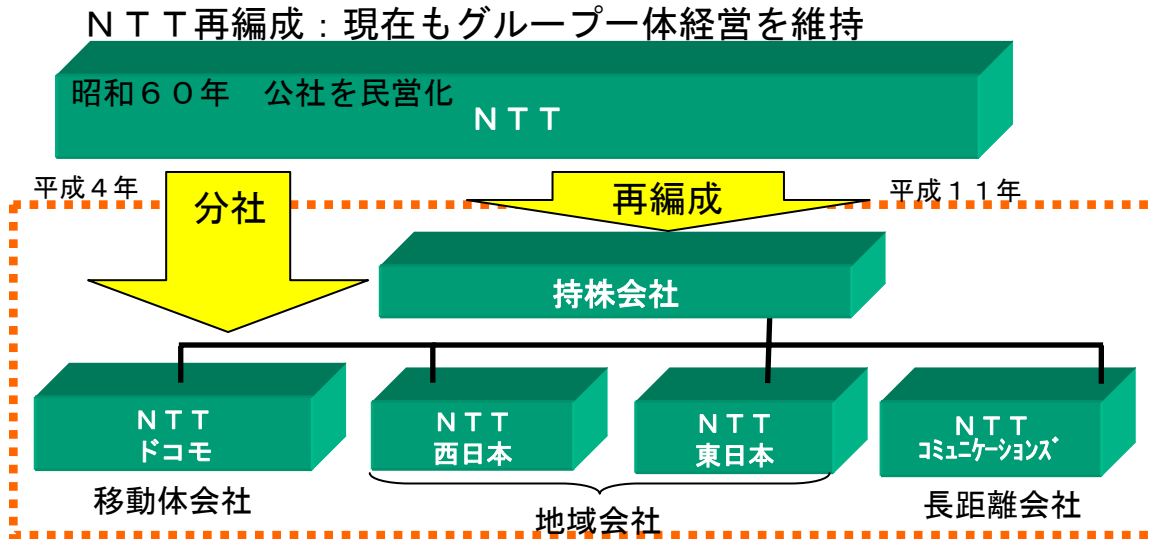 ＮＴＴ再編成：現在もグループ一体経営を維持
昭和６０年　公社を民営化
ＮＴＴ
平成４年
分社
再編成
平成１１年
持株会社
ＮＴＴ
ドコモ
ＮＴＴ
西日本
ＮＴＴ
東日本
ＮＴＴ
ｺﾐｭﾆｹｰｼｮﾝｽﾞ
移動体会社
地域会社
長距離会社